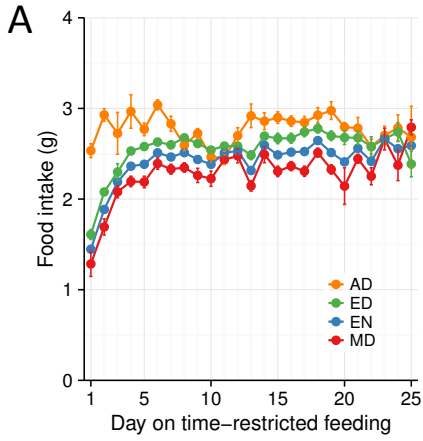 A
Food intake (g)
4
3
2
1
0
AD
ED
EN
MD
1 5 10 15 20 25
Day on time−restricted feeding